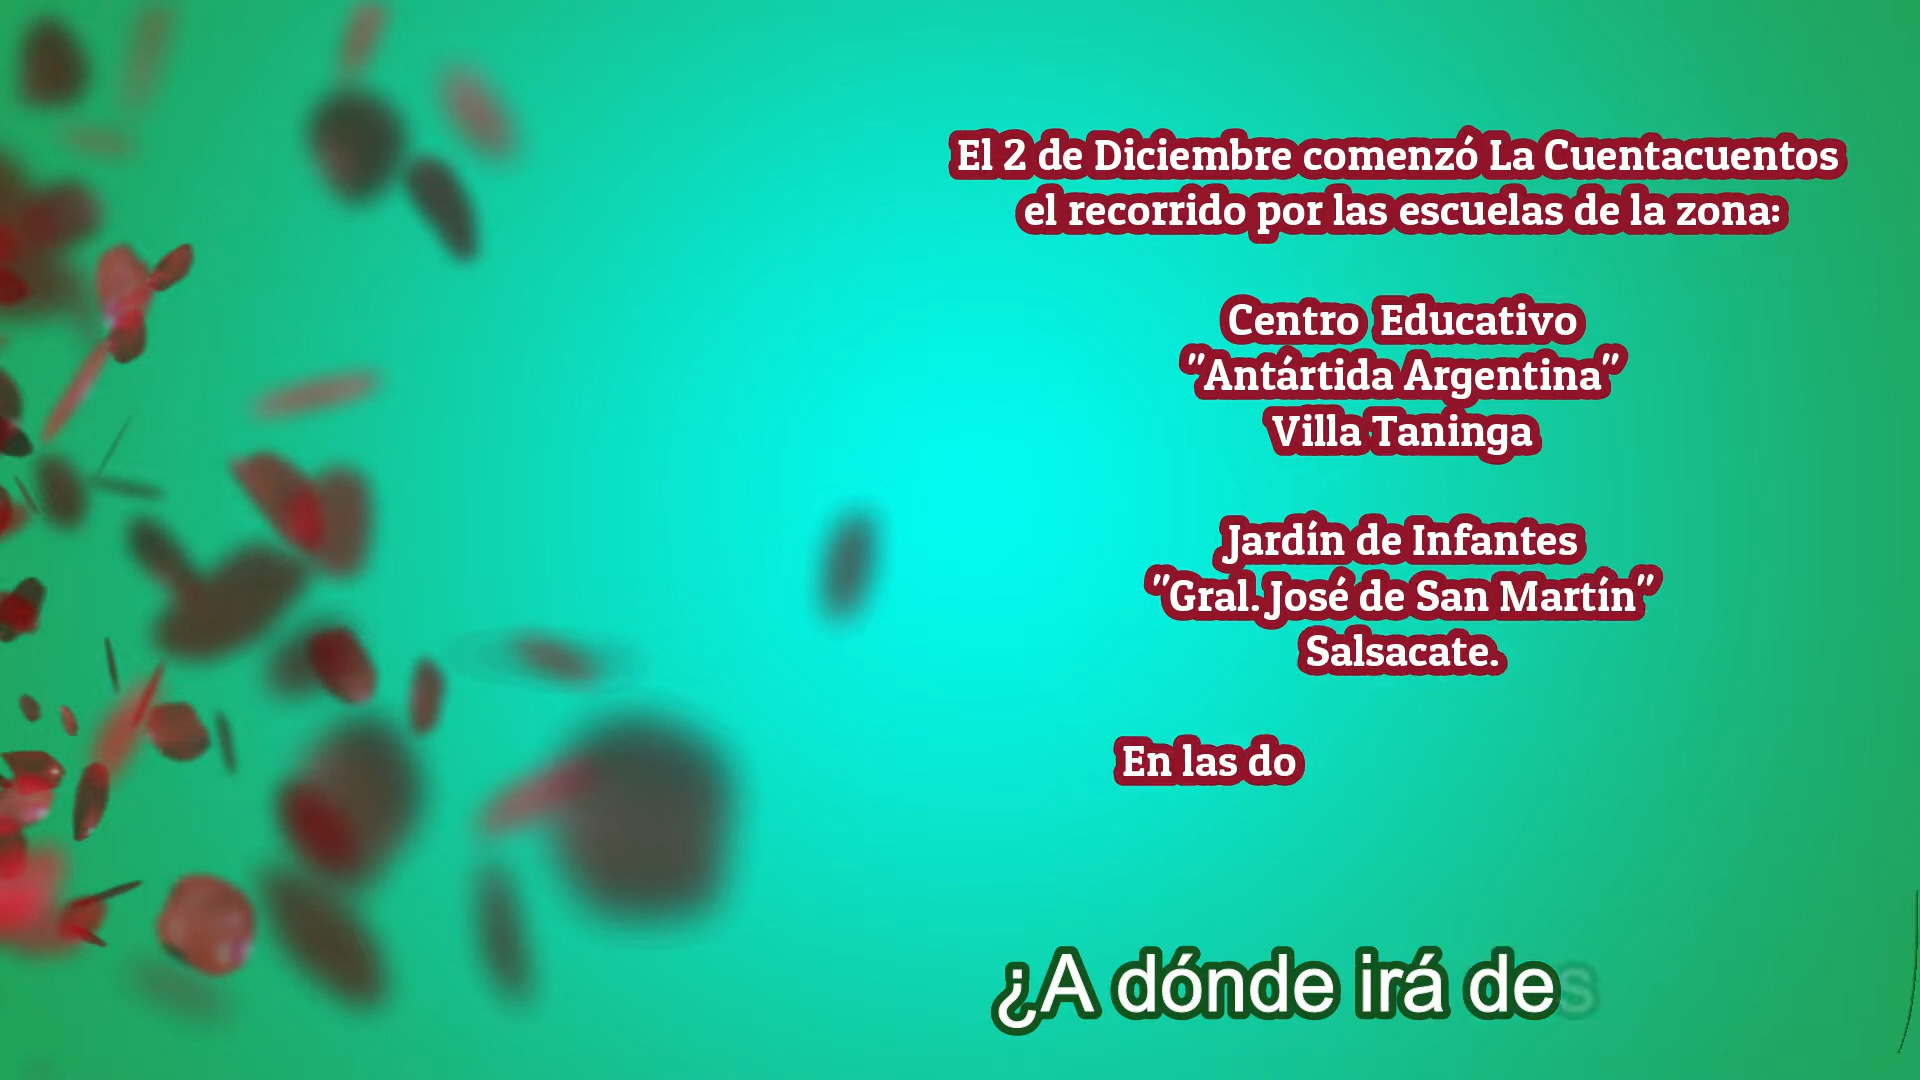 El 2 de Diciembre comenzó La Cuentacuentos
el recorrido por las escuelas de la zona:
Centro Educativo
"Antártida Argentina"
Villa Taninga
Jardín de Infantes
"Gral. José de San Martín"
Salsacate.
En las do
¿A dónde irá des